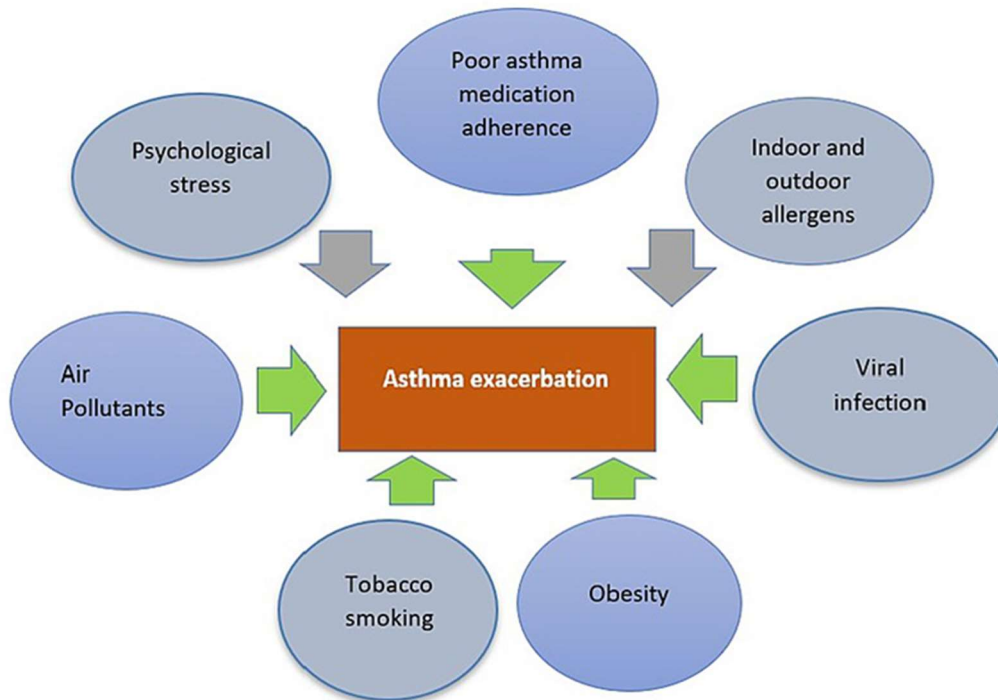 Poor asthma
medication
adherence
Psychological
stress
Indoor and
outdoor
allergens
Air
Pollutants
Asthma exacerbation
Viral
infection
Tobacco
smoking
Obesity